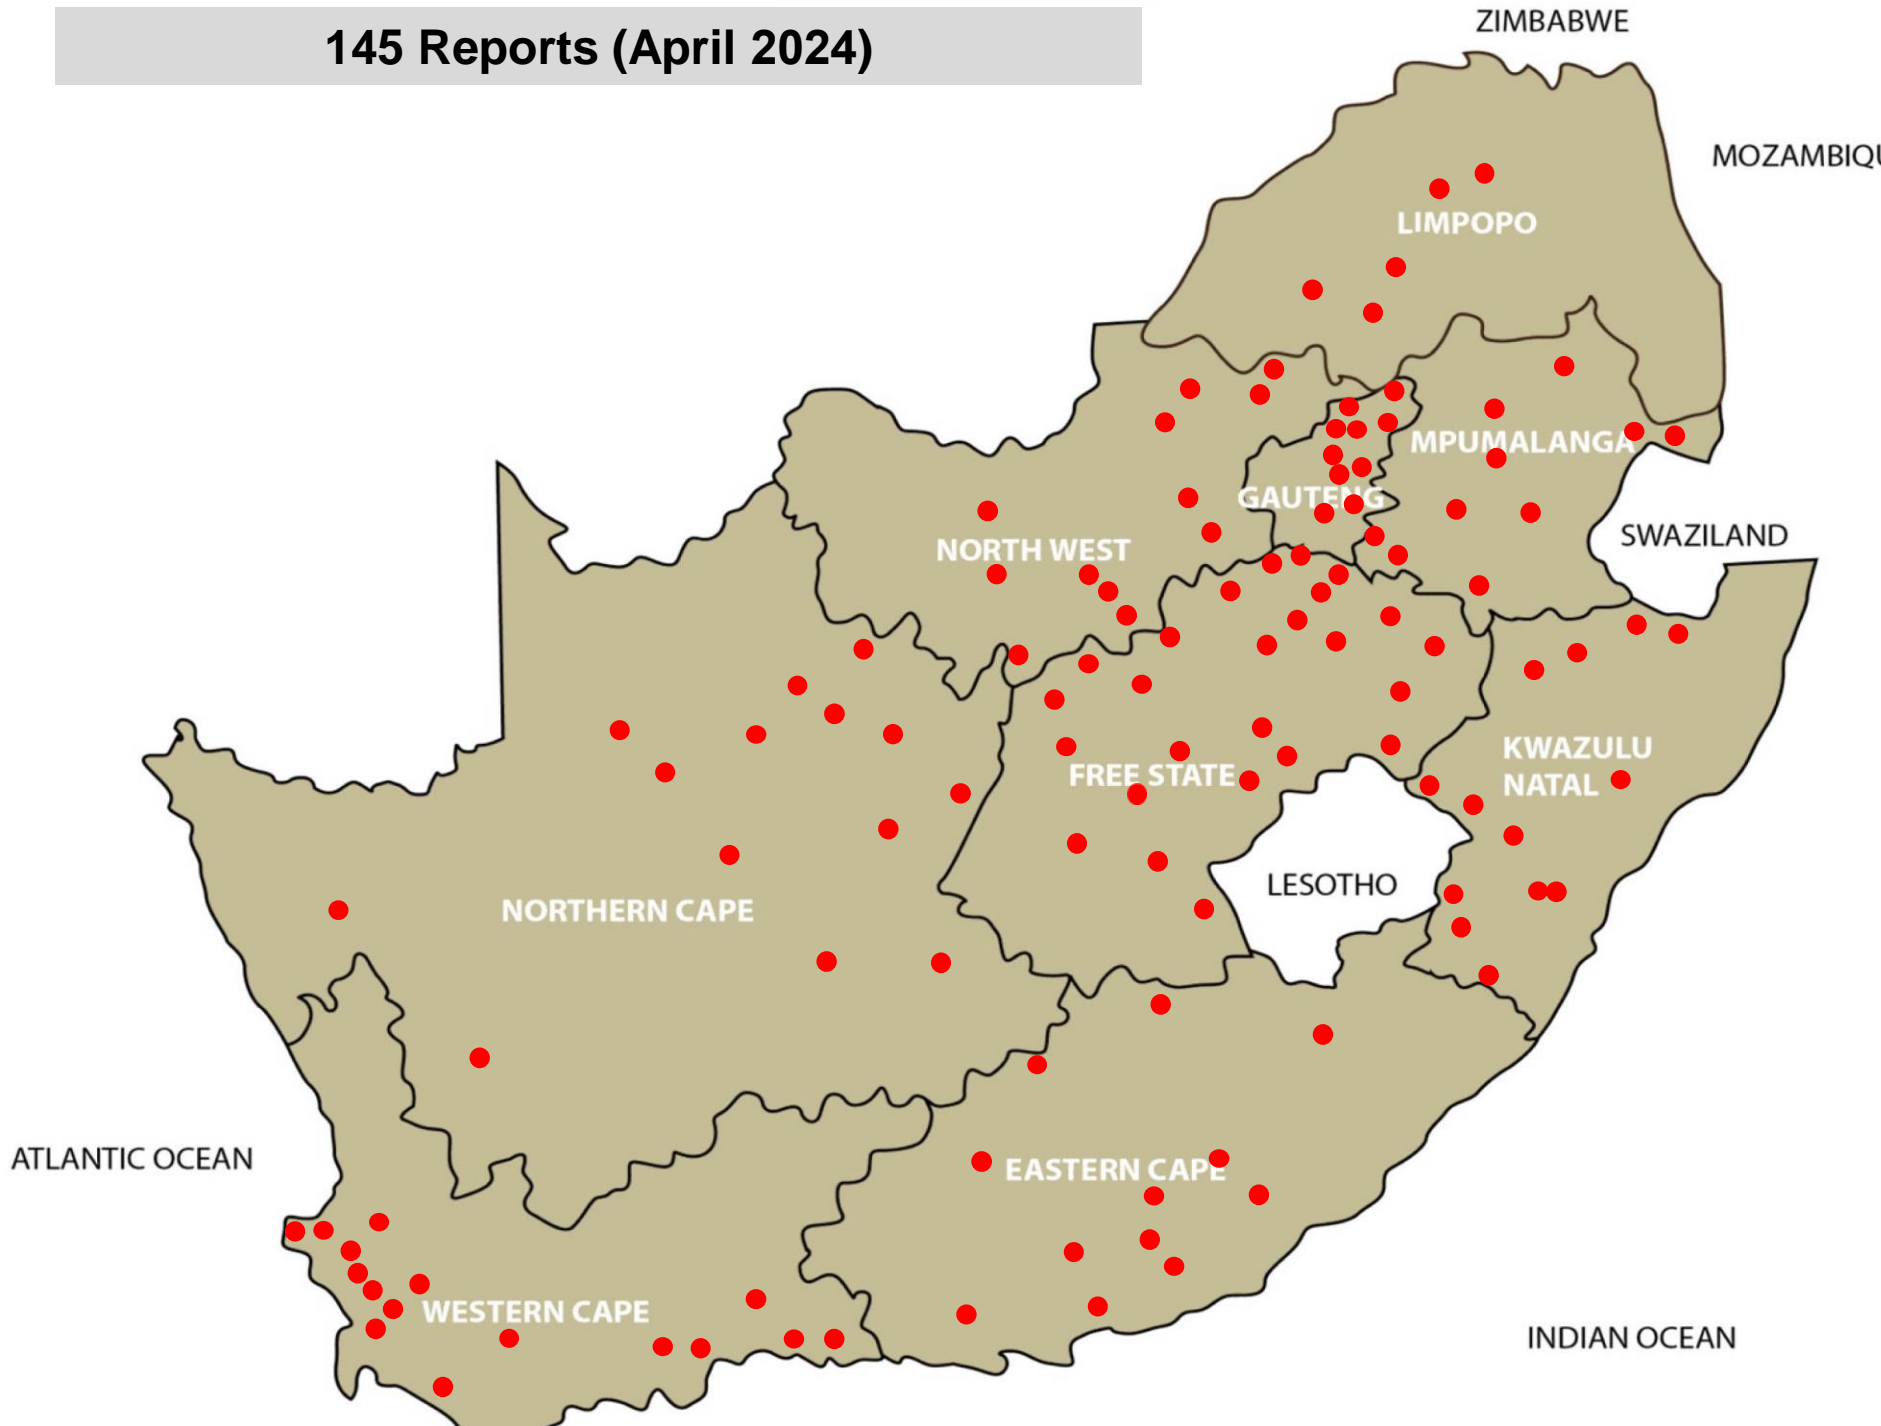 145 Reports (April 2024)
ZIMBABWE
MOZAMBIQU
LIMPOPO
MPUMALANGA
GAUTENG
SWAZILAND
NORTH WEST
KWAZULU
NATAL
FREE STATE
LESOTHO
NORTHERN CAPE
ATLANTIC OCEAN
EASTERN CAPE
WESTERN CAPE
INDIAN OCEAN